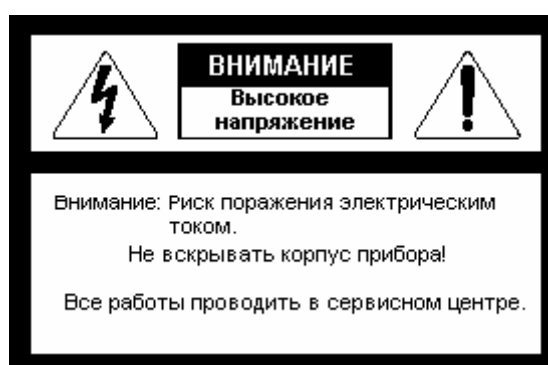 ВНИМАНИЕ
Высокое
напряжение
Внимание: Риск поражения электрическим
током.
Не вскрывать корпус прибора!
Все работы проводить в сервисном центре.